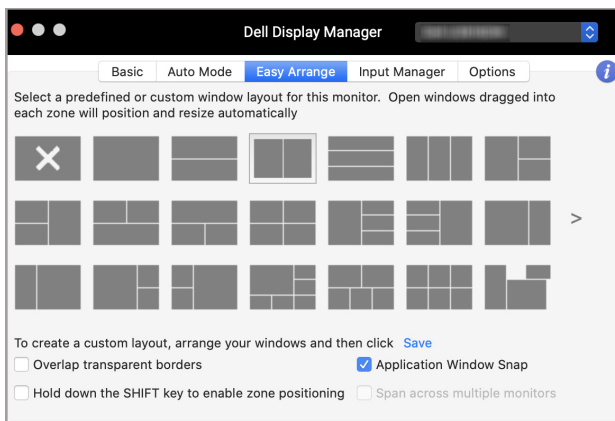 Dell Display Manager
Basic Auto Mode Easy Arrange Input Manager Options i
Select a predefined or custom window layout for this monitor. Open windows dragged into
each zone will position and resize automatically
>
To create a custom layout, arrange your windows and then click Save
Overlap transparent borders Application Window Snap
Hold down the SHIFT key to enable zone positioning Span across multiple monitors